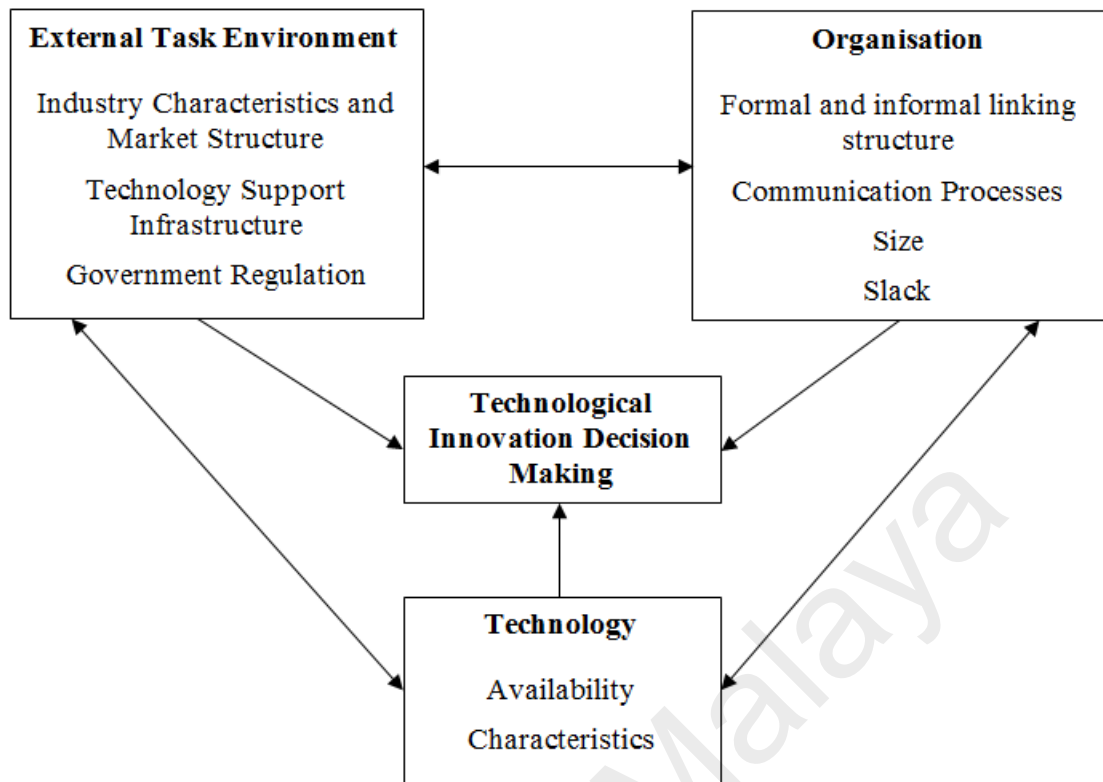 External Task Environment
Industry Characteristics and
Market Structure
Technology Support
Infrastructure
Government Regulation
Organisation
Formal and informal linking
structure
Communication Processes
Size
Slack
Technological
Innovation Decision
Making
Technology
Availability
Characteristics
Malaya